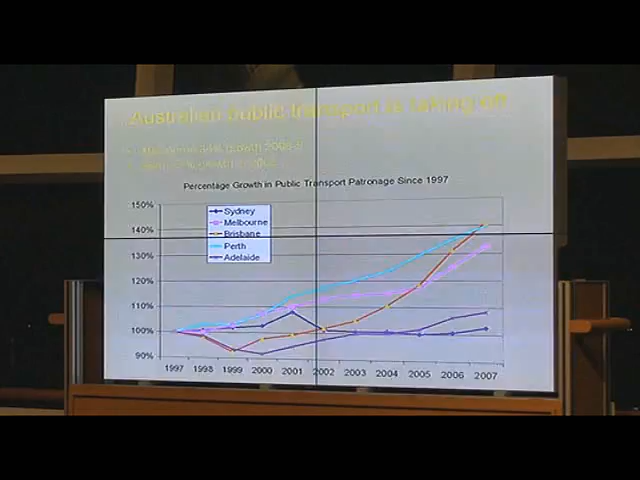 Australian public transport is taking off
Percentage Growth in Public Transport Patronage Since 1997
150%
140%
130%
120%
110%
100%
90%
Sydney
Melbourne
Brisbane
Perth
Adelaide
1997 1998 1999 2000 2001 2002 2003 2004 2005 2006 2007